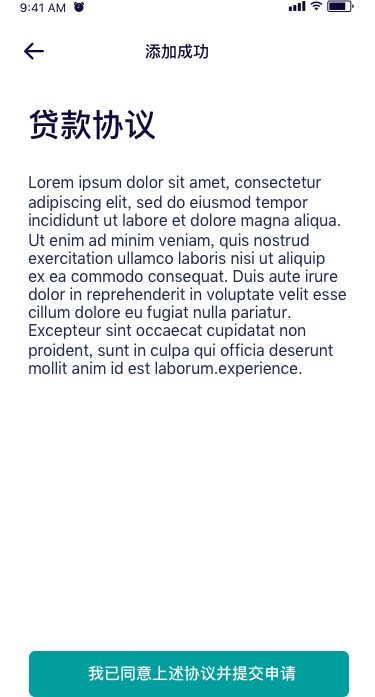 9:41 AM
添加成功
贷款协议
Lorem ipsum dolor sit amet, consectetur
adipiscing elit, sed do eiusmod tempor
incididunt ut labore et dolore magna aliqua.
Ut enim ad minim veniam, quis nostrud
exercitation ullamco laboris nisi ut aliquip
ex ea commodo consequat. Duis aute irure
dolor in reprehenderit in voluptate velit esse
cillum dolore eu fugiat nulla pariatur.
Excepteur sint occaecat cupidatat non
proident, sunt in culpa qui officia deserunt
mollit anim id est laborum.experience.
我已同意上述协议并提交申请